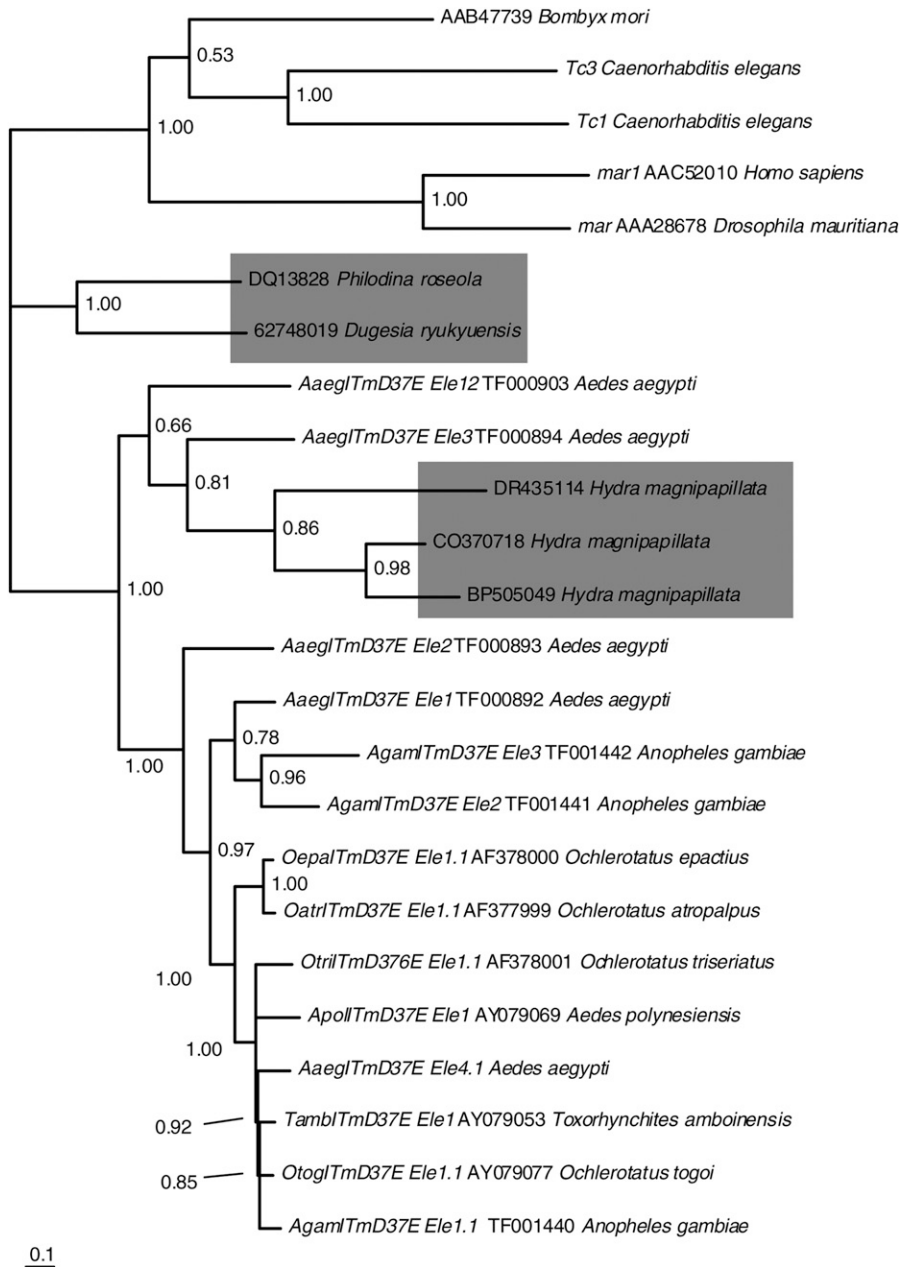 AAB47739 Bombyx mori
0.53
Tc3 Caenorhabditis elegans
1.00
Tc1 Caenorhabditis elegans
1.00
mar1 AAC52010 Homo sapiens
1.00
mar AAA28678 Drosophila mauritiana
DQ13828 Philodina roseola
1.00
62748019 Dugesia ryukyuensis
AaegITmD37E Ele12 TF000903 Aedes aegypti
0.66
AaegITmD37E Ele3 TF000894 Aedes aegypti
0.81
DR435114 Hydra magnipapillata
0.86
CO370718 Hydra magnipapillata
0.98
1.00
BP505049 Hydra magnipapillata
AaegITmD37E Ele2 TF000893 Aedes aegypti
AaegITmD37E Ele1 TF000892 Aedes aegypti
0.78
1.00
AgamITmD37E Ele3 TF001442 Anopheles gambiae
0.96
AgamITmD37E Ele2 TF001441 Anopheles gambiae
0.97
OepaITmD37E Ele1.1 AF378000 Ochlerotatus epactius
1.00
OatrITmD37E Ele1.1 AF377999 Ochlerotatus atropalpus
OtriITmD376E Ele1.1 AF378001 Ochlerotatus triseriatus
1.00
ApolITmD37E Ele1 AY079069 Aedes polynesiensis
1.00
AaegITmD37E Ele4.1 Aedes aegypti
TambITmD37E Ele1 AY079053 Toxorhynchites amboinensis
0.92
OtogITmD37E Ele1.1 AY079077 Ochlerotatus togoi
0.85
AgamITmD37E Ele1.1 TF001440 Anopheles gambiae
0.1